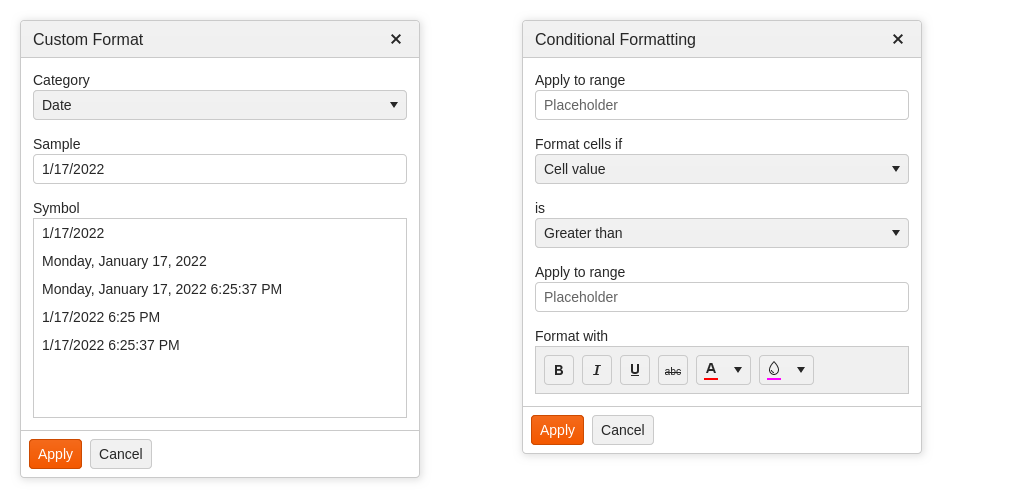 Custom Format
Category
Date
Sample
1/17/2022
Symbol
1/17/2022
Monday, January 17, 2022
Monday, January 17, 2022 6:25:37 PM
1/17/2022 6:25 PM
1/17/2022 6:25:37 PM
Apply
Cancel
Conditional Formatting
Apply to range
Placeholder
Format cells if
Cell value
is
Greater than
Apply to range
Placeholder
Format with
B I U abc A
Apply
Cancel